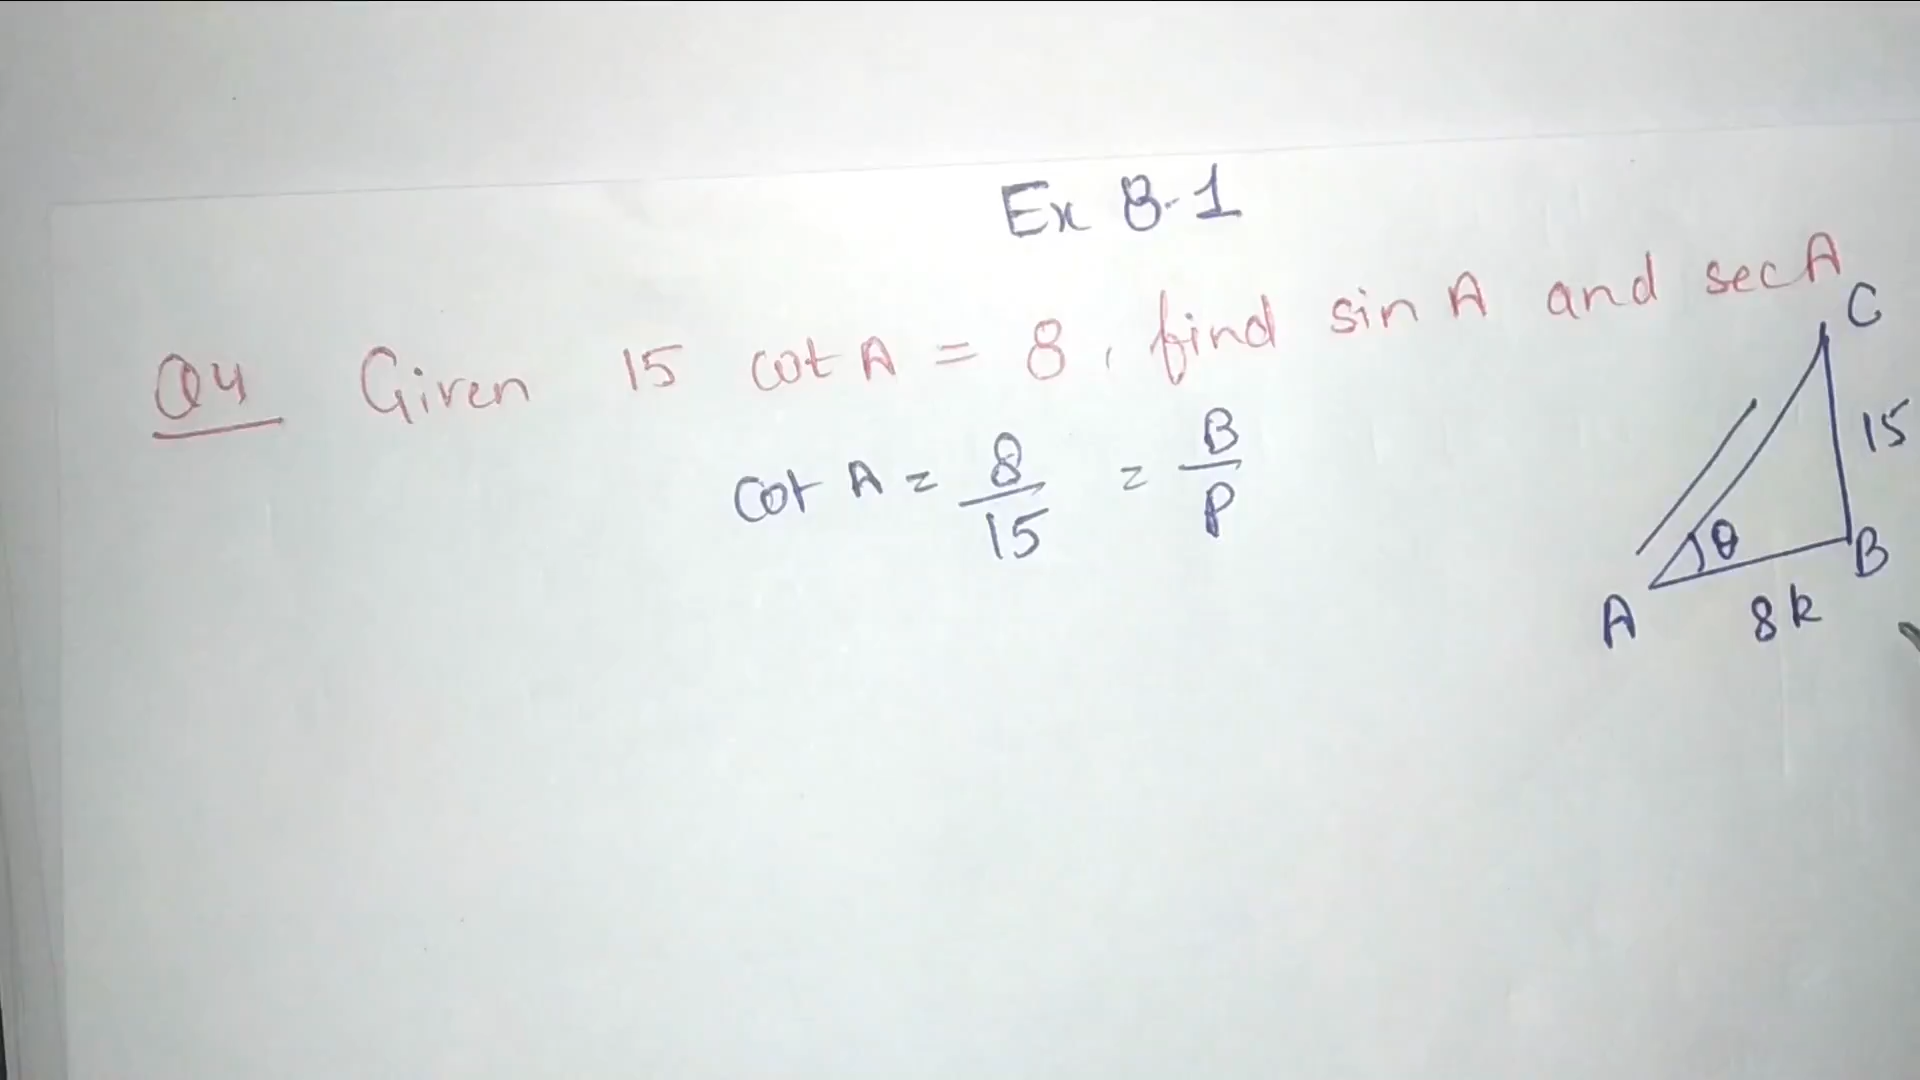 Ex 8.1
Q4 Given 15 cot A = 8, find sin A and sec A
cot A = 8/15 = B/P
C
15
θ
B
A
8k